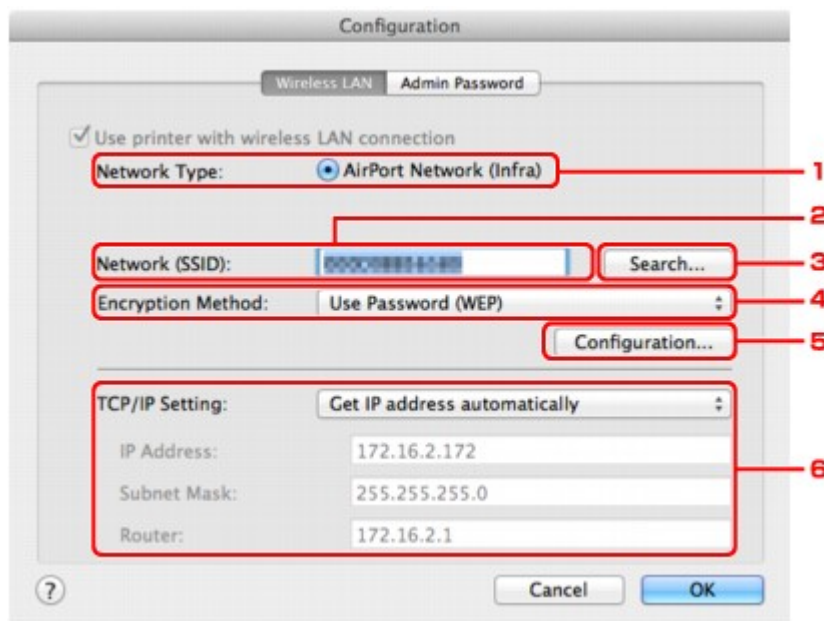 Configuration
Wireless LAN Admin Password
Use printer with wireless LAN connection
Network Type: AirPort Network (Infra) 1
2
Network (SSID): Search... 3
Encryption Method: Use Password (WEP) 4
Configuration... 5
TCP/IP Setting: Get IP address automatically
IP Address: 172.16.2.172
6
Subnet Mask: 255.255.255.0
Router: 172.16.2.1
? Cancel OK